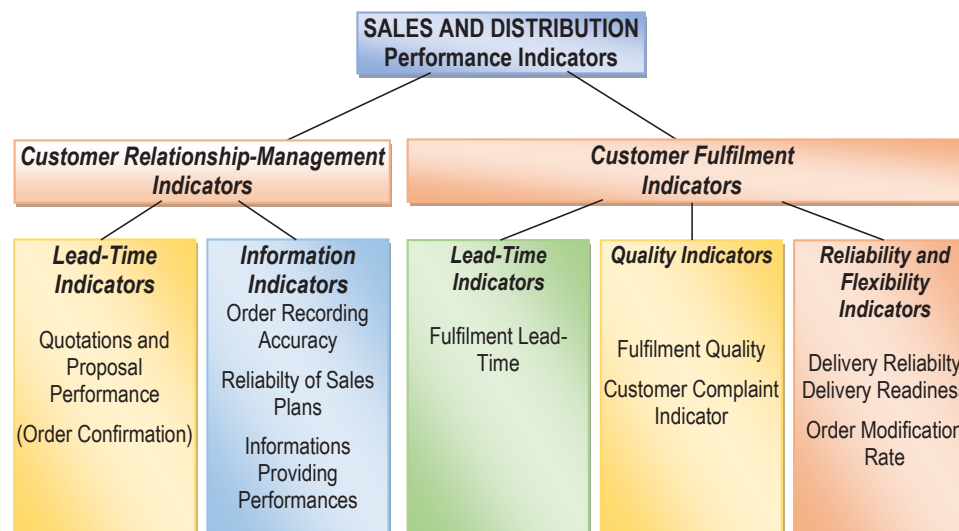 SALES AND DISTRIBUTION
Performance Indicators
Customer Relationship-Management
Indicators
Customer Fulfilment
Indicators
Lead-Time
Indicators
Quotations and
Proposal
Performance
(Order Confirmation)
Information
Indicators
Order Recording
Accuracy
Reliabilty of Sales
Plans
Informations
Providing
Performances
Lead-Time
Indicators
Fulfilment Lead-
Time
Quality Indicators
Fulfilment Quality
Customer Complaint
Indicator
Reliability and
Flexibility
Indicators
Delivery Reliabilty
Delivery Readiness
Order Modification
Rate